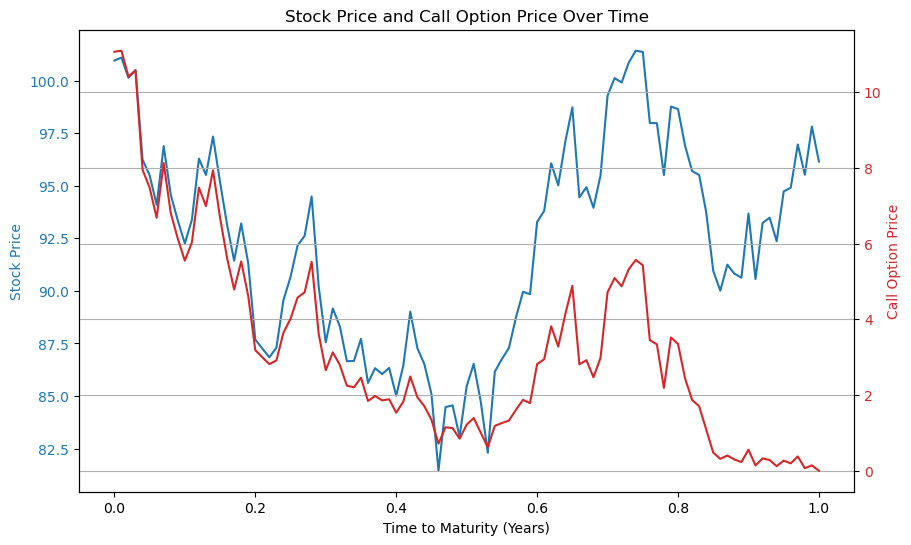 Stock Price and Call Option Price Over Time
Stock Price
100.0
97.5
95.0
92.5
90.0
87.5
85.0
82.5
10
8
6
4
2
0
Call Option Price
0.0 0.2 0.4 0.6 0.8 1.0
Time to Maturity (Years)